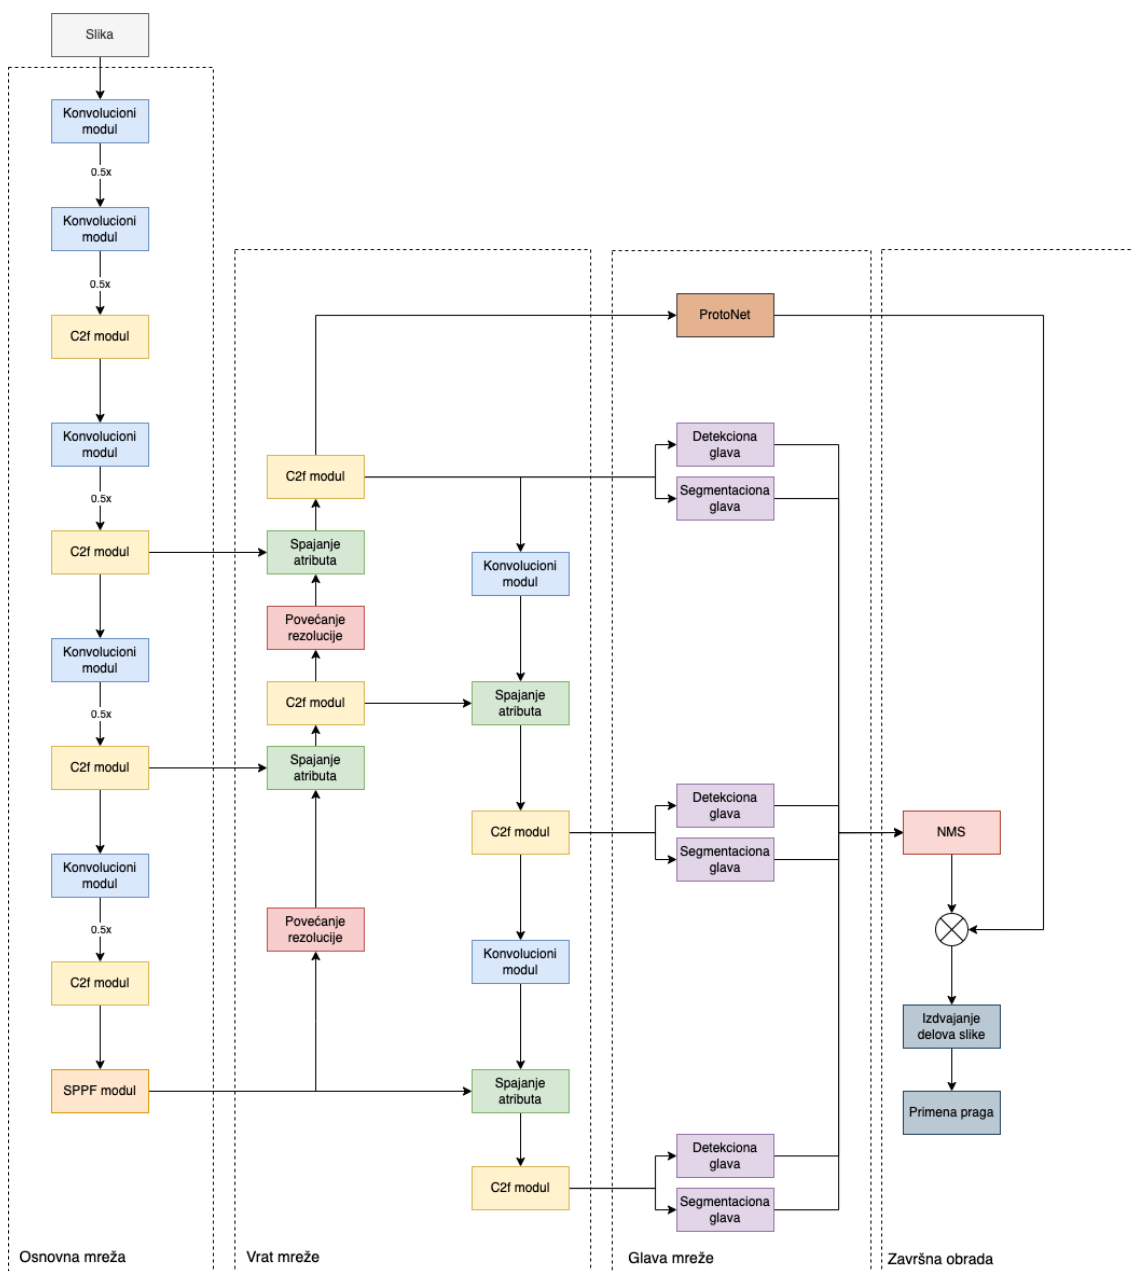 Slika
Konvolucioni
modul
0.5x
Konvolucioni
modul
0.5x
C2f modul
Konvolucioni
modul
0.5x
C2f modul
Konvolucioni
modul
0.5x
C2f modul
Konvolucioni
modul
0.5x
C2f modul
SPPF modul
Osnovna mreža
C2f modul
Spajanje
atributa
Povećanje
rezolucije
C2f modul
Spajanje
atributa
Povećanje
rezolucije
Konvolucioni
modul
Spajanje
atributa
C2f modul
Konvolucioni
modul
Spajanje
atributa
C2f modul
Vrat mreže
ProtoNet
Detekciona
glava
Segmentaciona
glava
Detekciona
glava
Segmentaciona
glava
Detekciona
glava
Segmentaciona
glava
Glava mreže
NMS
Izdvajanje
delova slike
Primena praga
Završna obrada